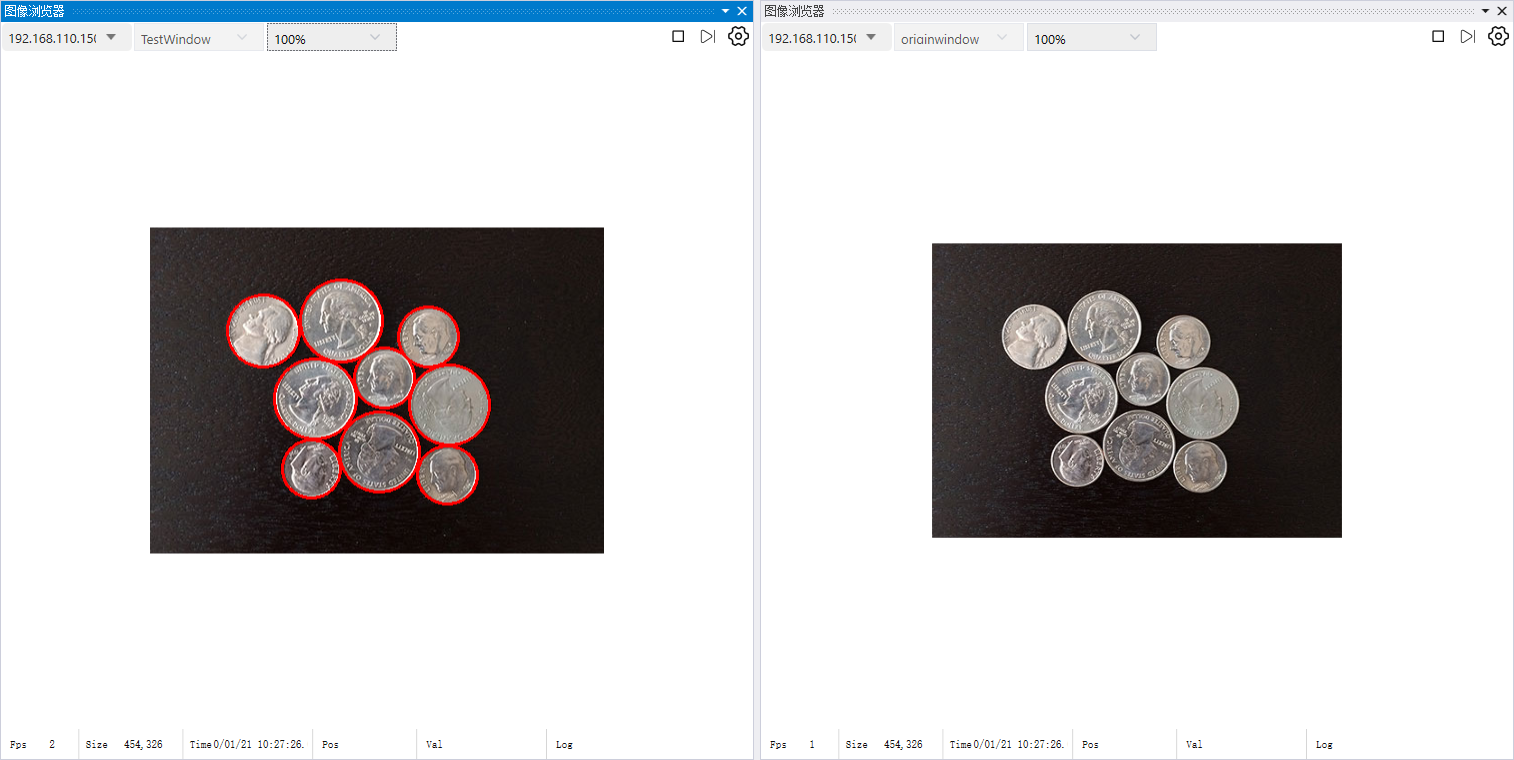 图像浏览器
192.168.110.150 TestWindow 100%
Fps 2 Size 454,326 Time 0/01/21 10:27:26. Pos Val Log
图像浏览器
192.168.110.150 originwindow 100%
Fps 1 Size 454,326 Time 0/01/21 10:27:26. Pos Val Log